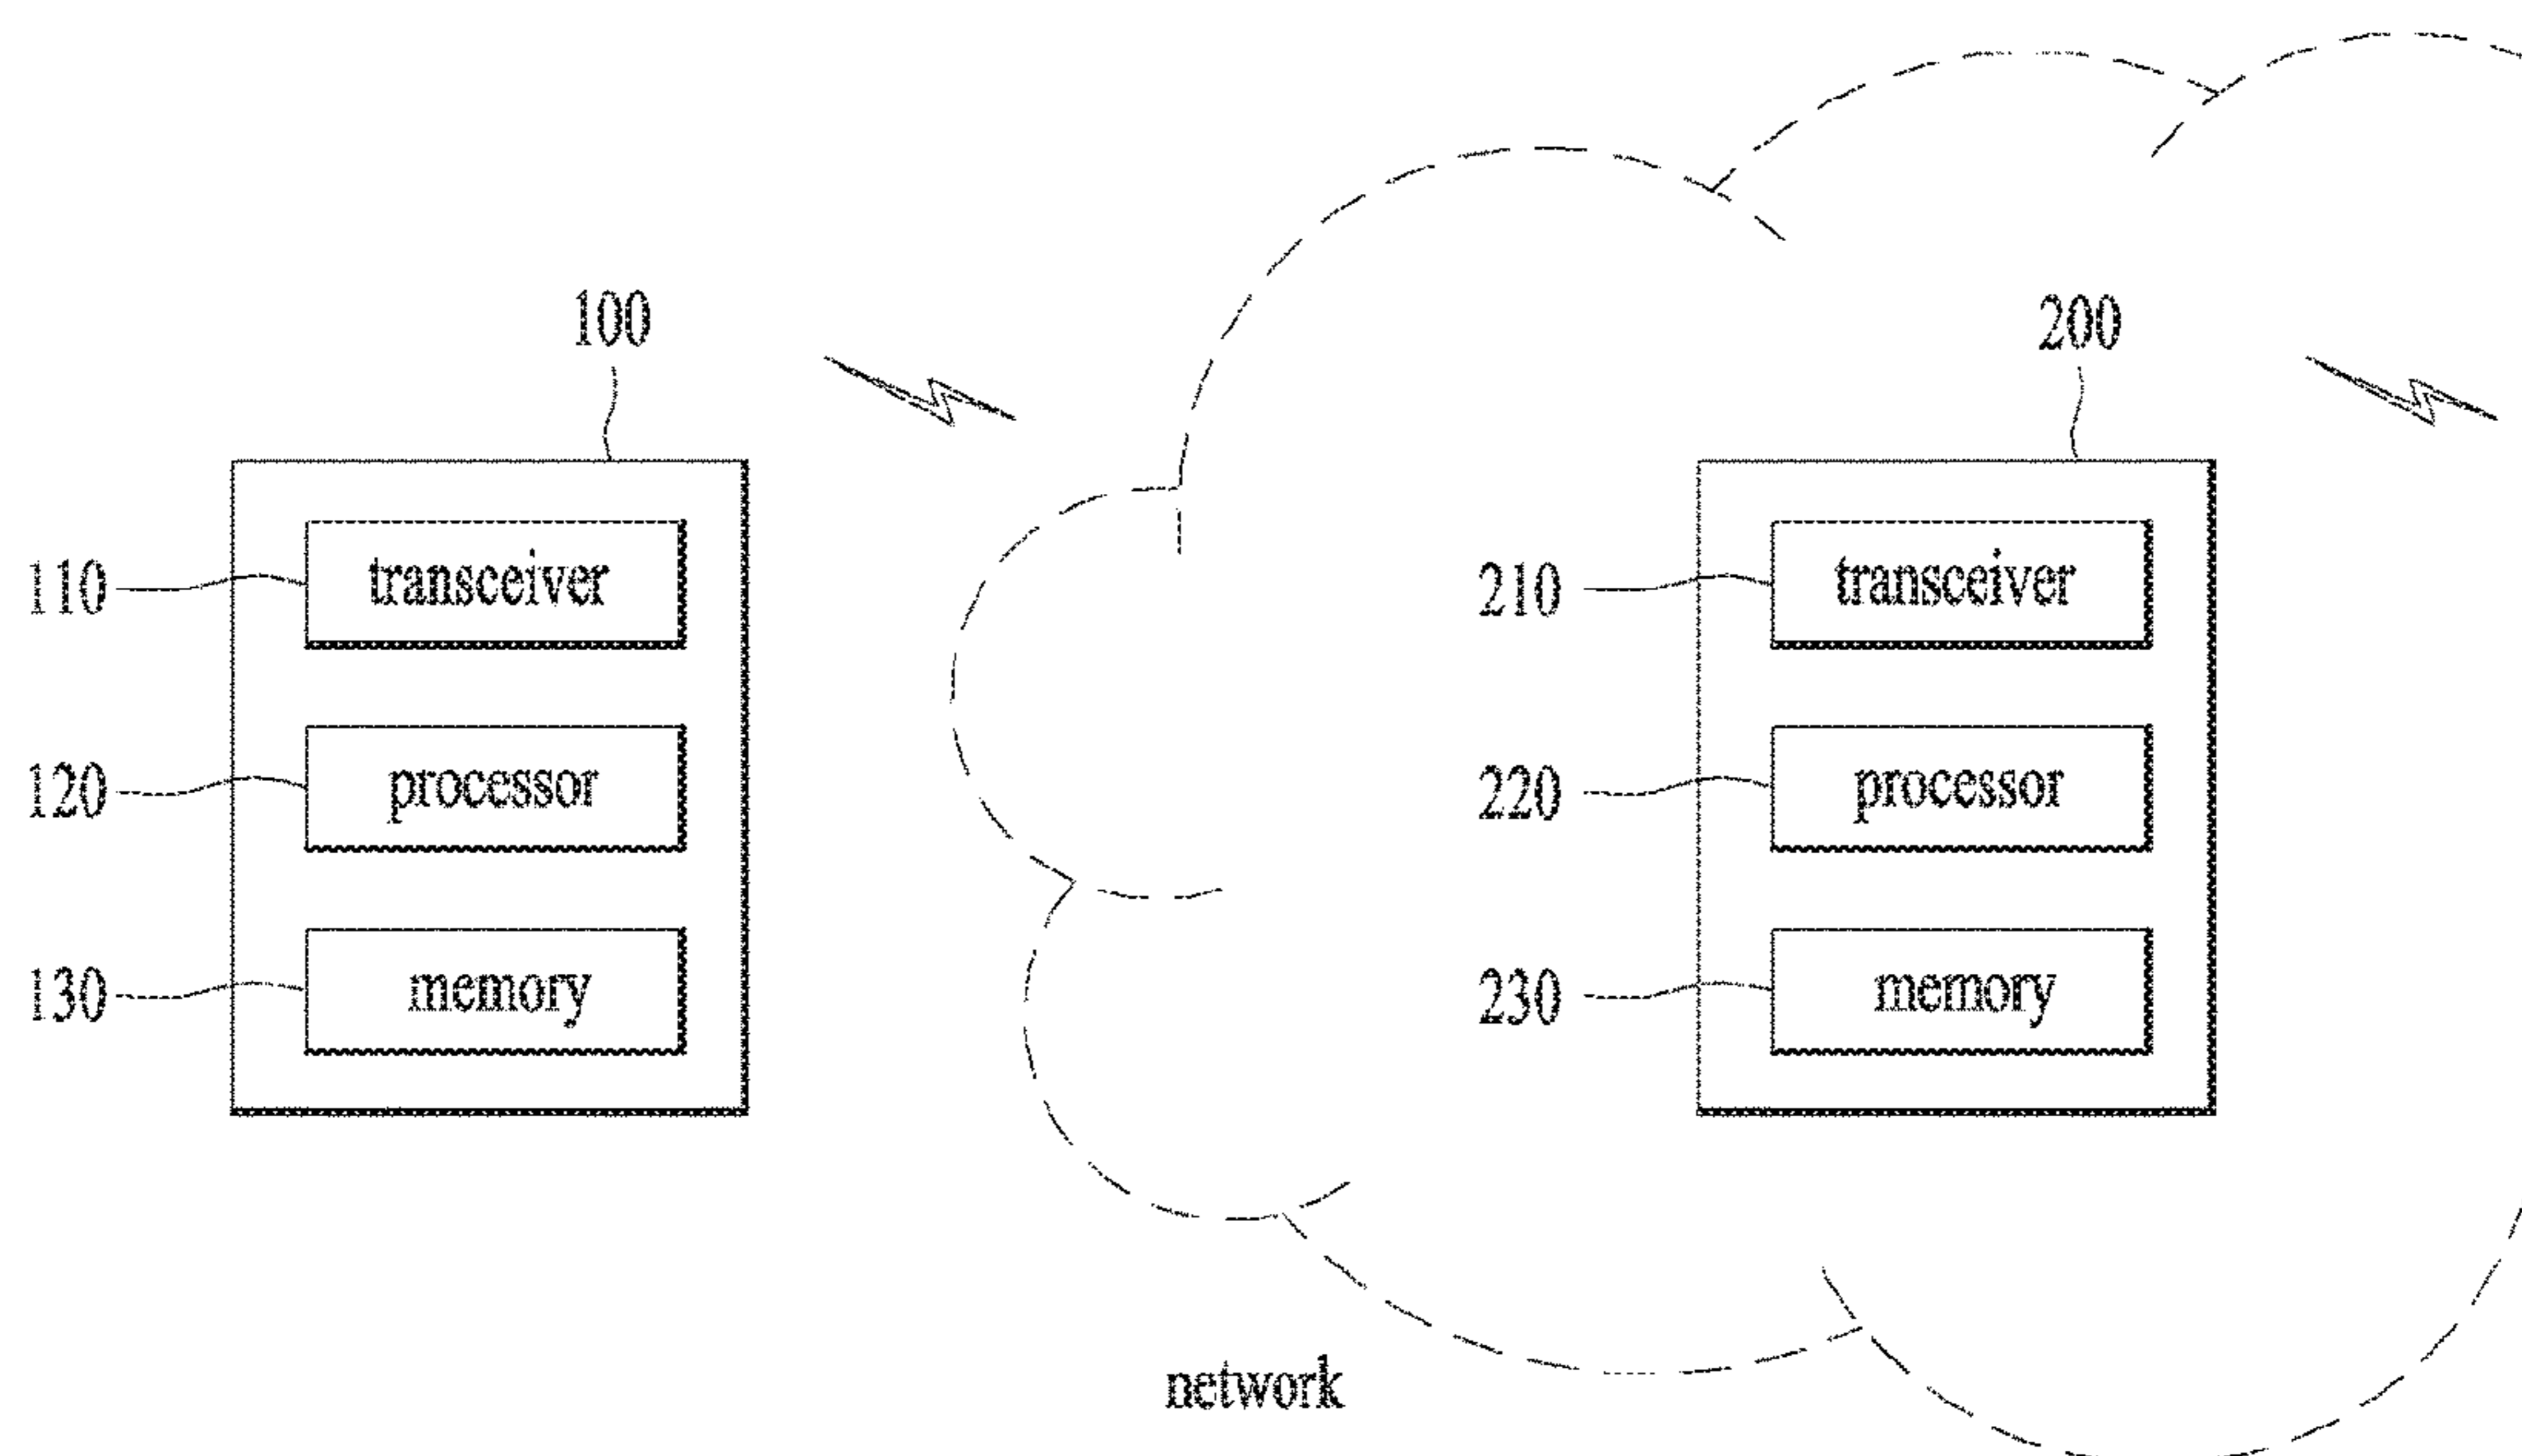 100
200
110
transceiver
210
transceiver
120
processor
220
processor
130
memory
230
memory
network